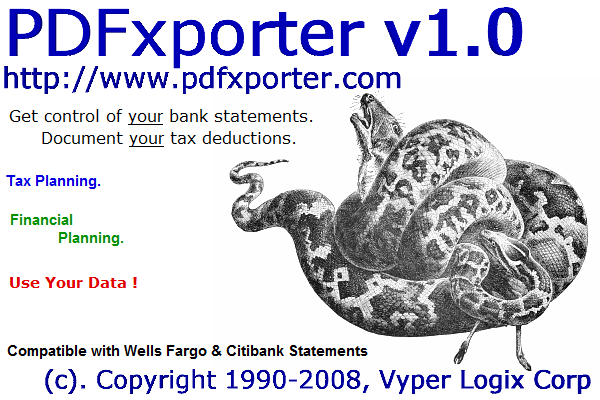 PDFxporter v1.0
http://www.pdfxporter.com
Get control of your bank statements.
Document your tax deductions.
Tax Planning.
Financial
Planning.
Use Your Data !
Compatible with Wells Fargo & Citibank Statements
(c). Copyright 1990-2008, Vyper Logix Corp